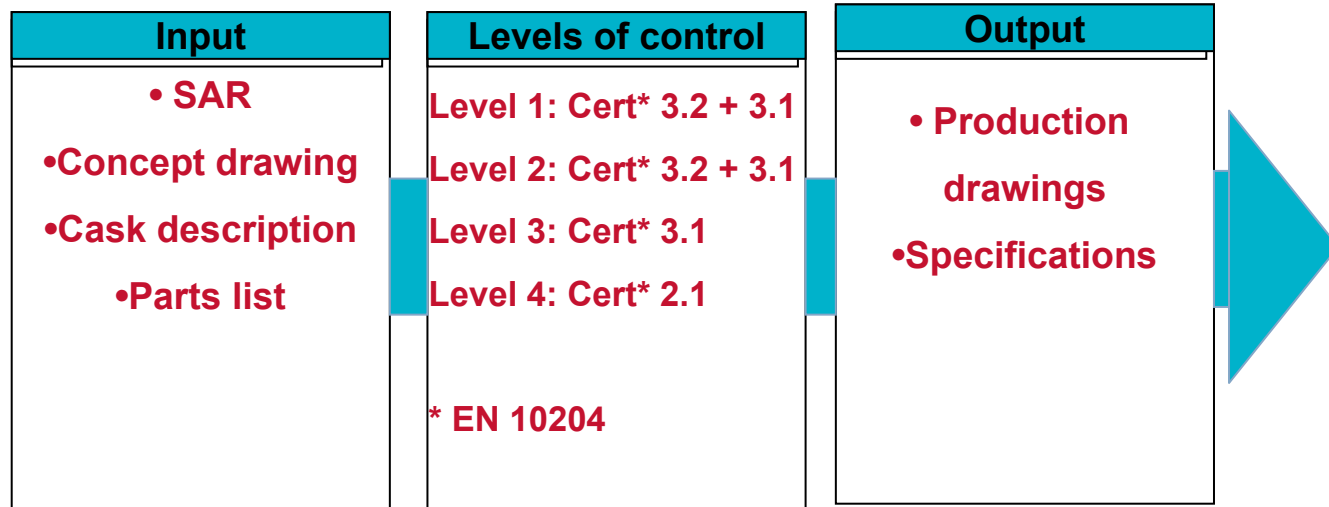 Input
• SAR
•Concept drawing
•Cask description
•Parts list
Levels of control
Level 1: Cert* 3.2 + 3.1
Level 2: Cert* 3.2 + 3.1
Level 3: Cert* 3.1
Level 4: Cert* 2.1
* EN 10204
Output
• Production
drawings
•Specifications